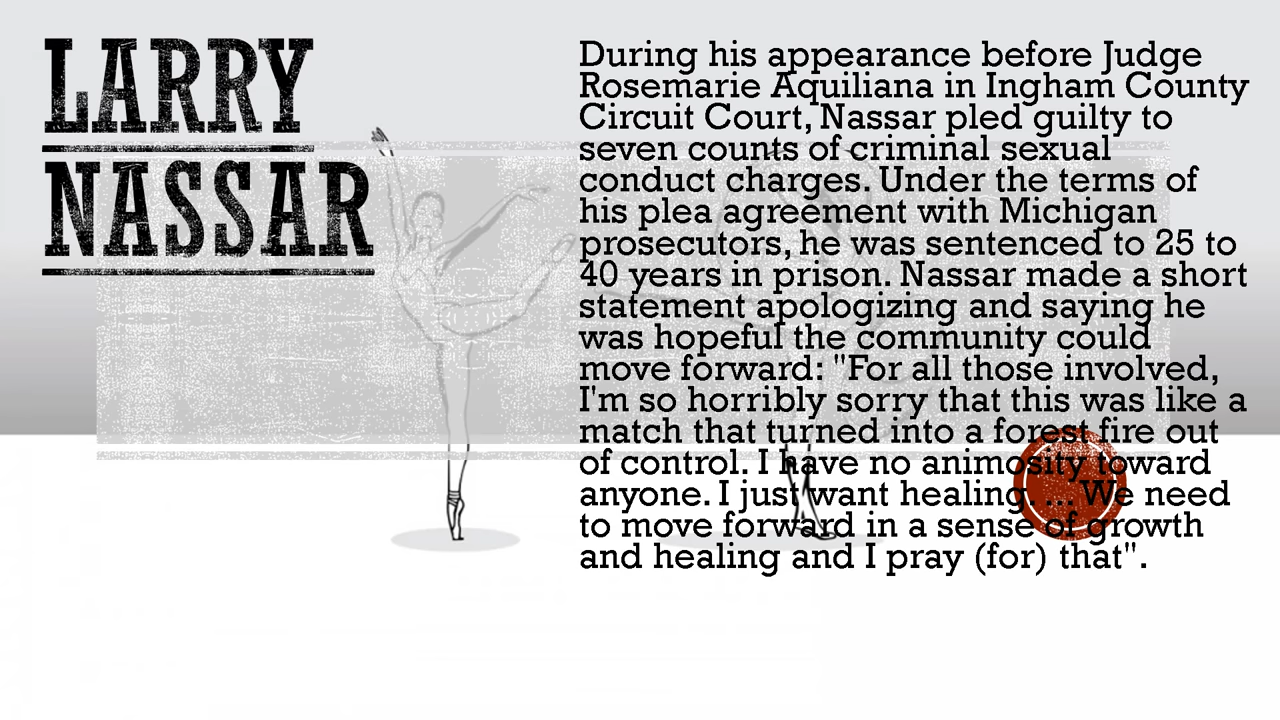 LARRY
NASSAR
During his appearance before Judge
Rosemarie Aquiliana in Ingham County
Circuit Court, Nassar pled guilty to
seven counts of criminal sexual
conduct charges. Under the terms of
his plea agreement with Michigan
prosecutors, he was sentenced to 25 to
40 years in prison. Nassar made a short
statement apologizing and saying he
was hopeful the community could
move forward: "For all those involved,
I'm so horribly sorry that this was like a
match that turned into a forest fire out
of control. I have no animosity toward
anyone. I just want healing. ... We need
to move forward in a sense of growth
and healing and I pray (for) that".